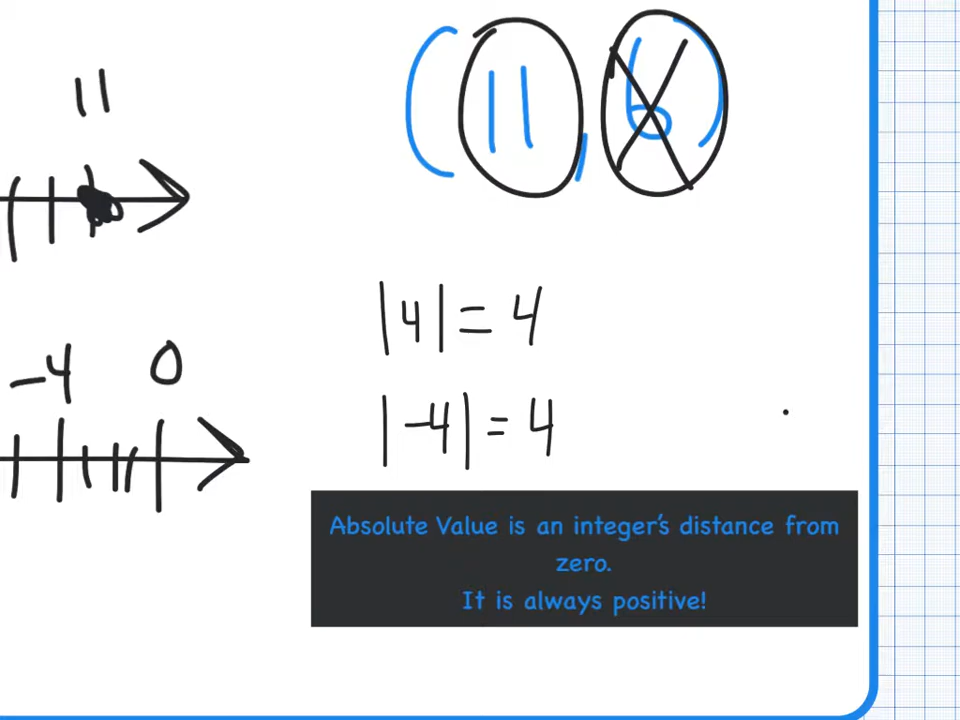 11
(11, 6)
|4| = 4
-4 0
|-4| = 4
Absolute Value is an integer's distance from
zero.
It is always positive!